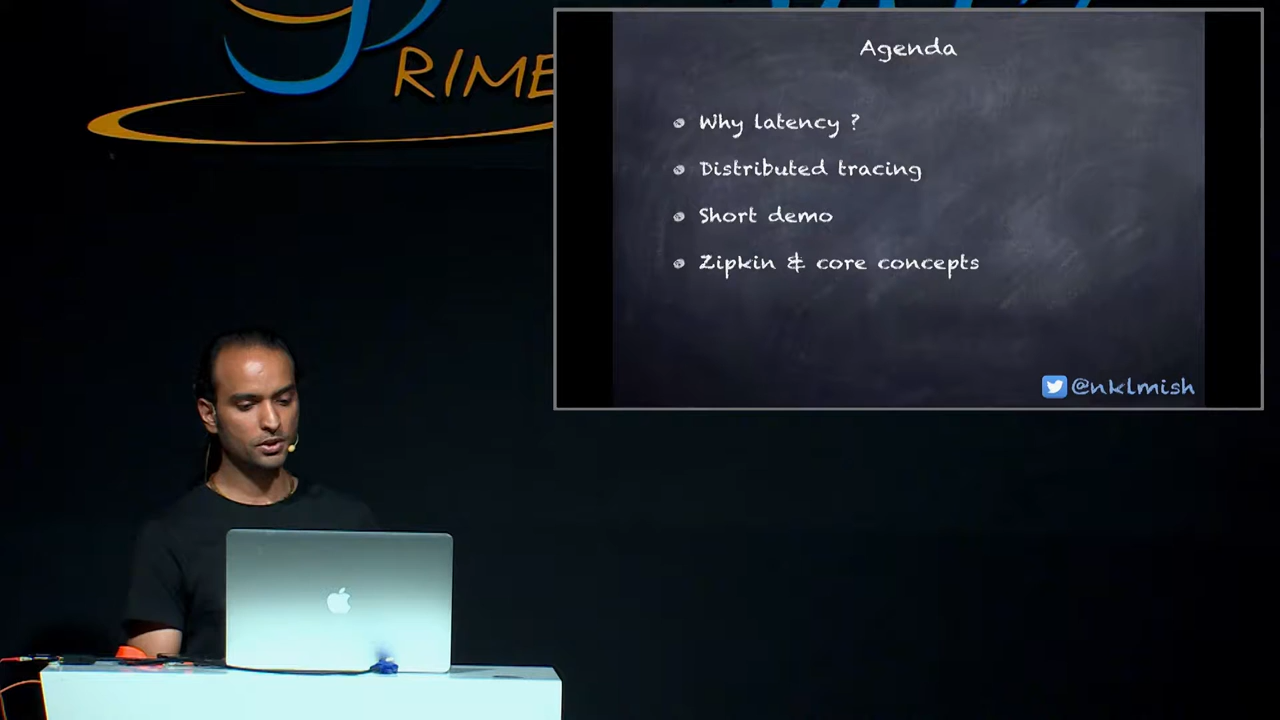 RIME
Agenda
Why latency ?
Distributed tracing
Short demo
Zipkin & core concepts
@nklmish